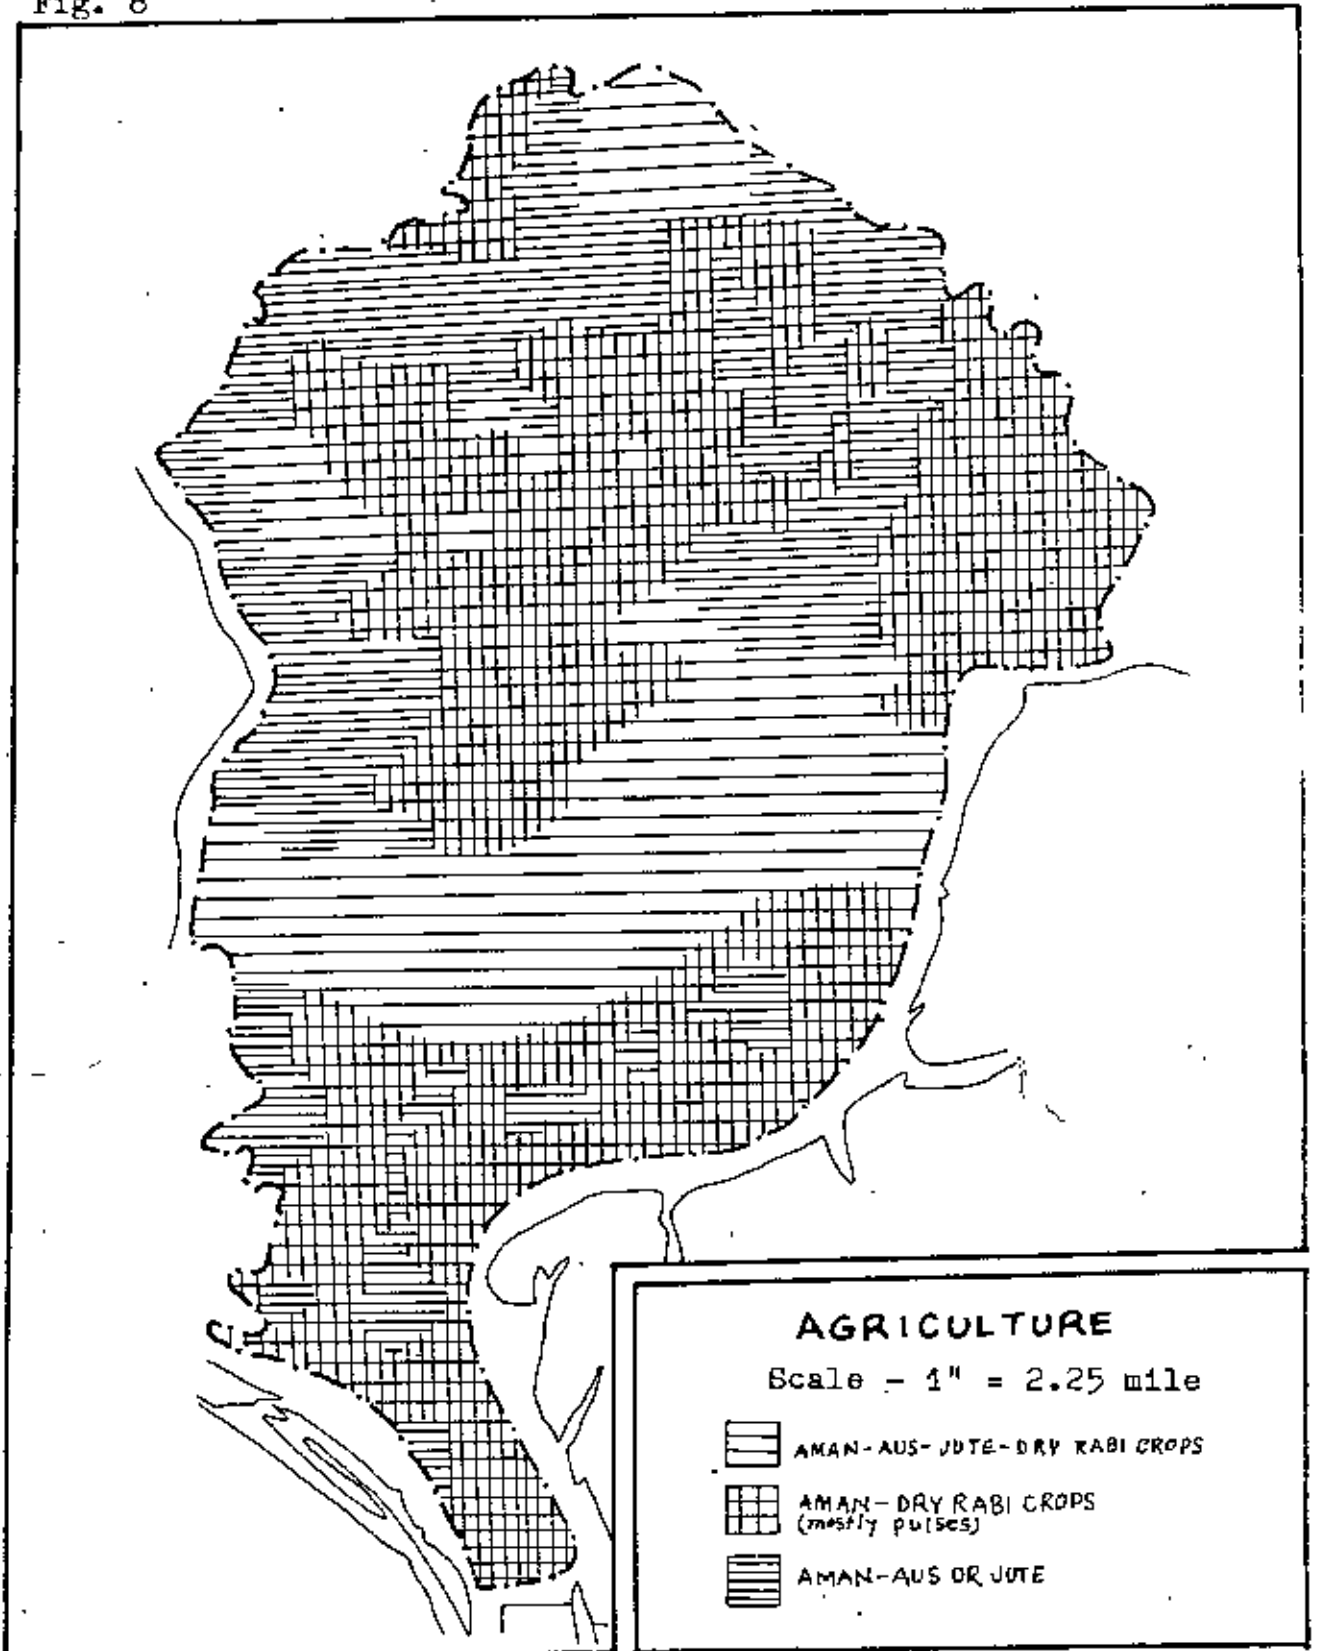 Fig. 8
AGRICULTURE
Scale - 1" = 2.25 mile
AMAN-AUS-JUTE-DRY RABI CROPS
AMAN-DRY RABI CROPS
(mostly pulses)
AMAN-AUS OR JUTE